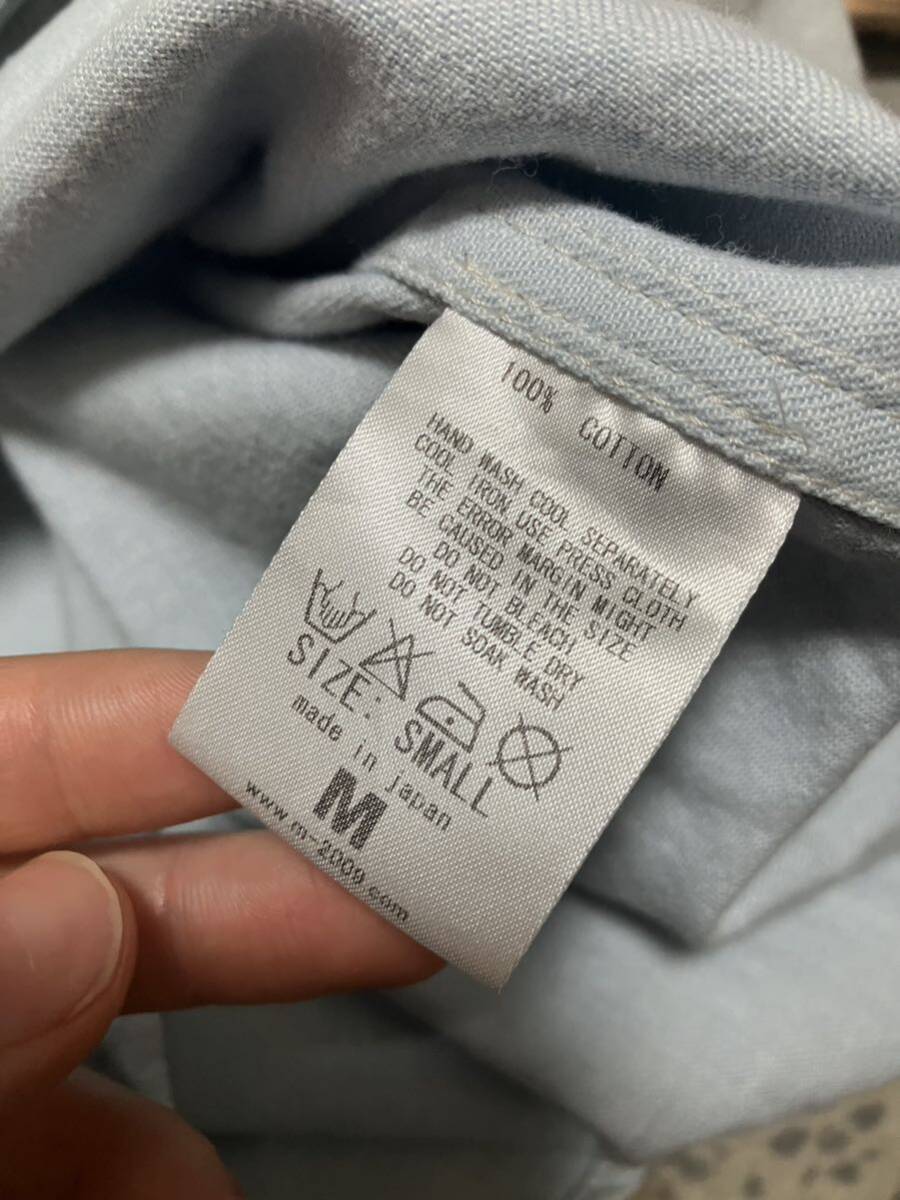 100% COTTON
HAND WASH COOL SEPARATELY
COOL IRON USE PRESS CLOTH
THE ERROR MARGIN MIGHT
BE CAUSED IN THE SIZE
DO NOT BLEACH
DO NOT TUMBLE DRY
DO NOT SOAK WASH
SIZE: SMALL
made in japan
M
www.m-2009.com